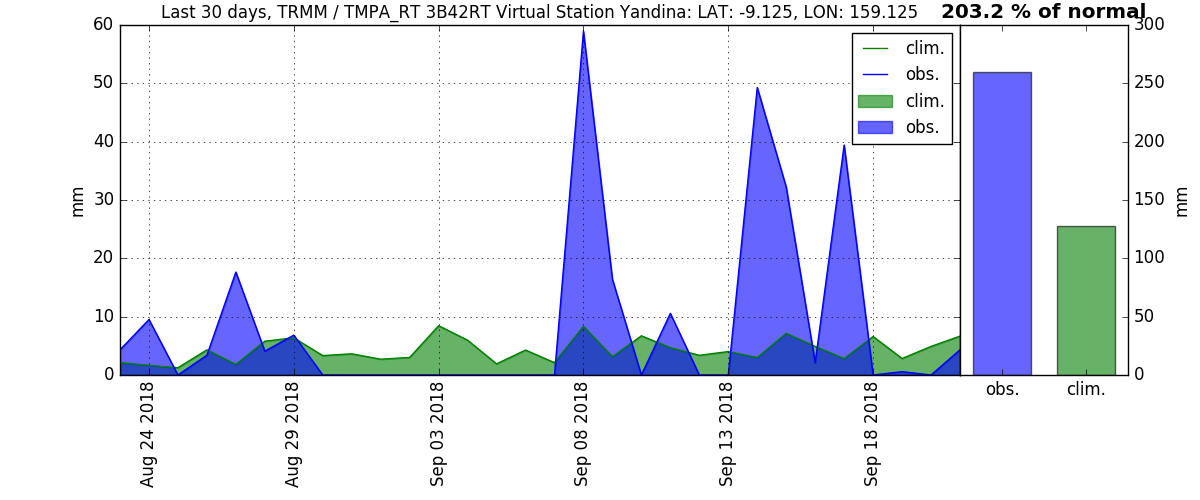 Last 30 days, TRMM / TMPA_RT 3B42RT Virtual Station Yandina: LAT: -9.125, LON: 159.125
203.2 % of normal
60
50
40
30
20
10
0
mm
clim.
obs.
clim.
obs.
300
250
200
150
100
50
0
mm
Aug 24 2018
Aug 29 2018
Sep 03 2018
Sep 08 2018
Sep 13 2018
Sep 18 2018
obs.
clim.